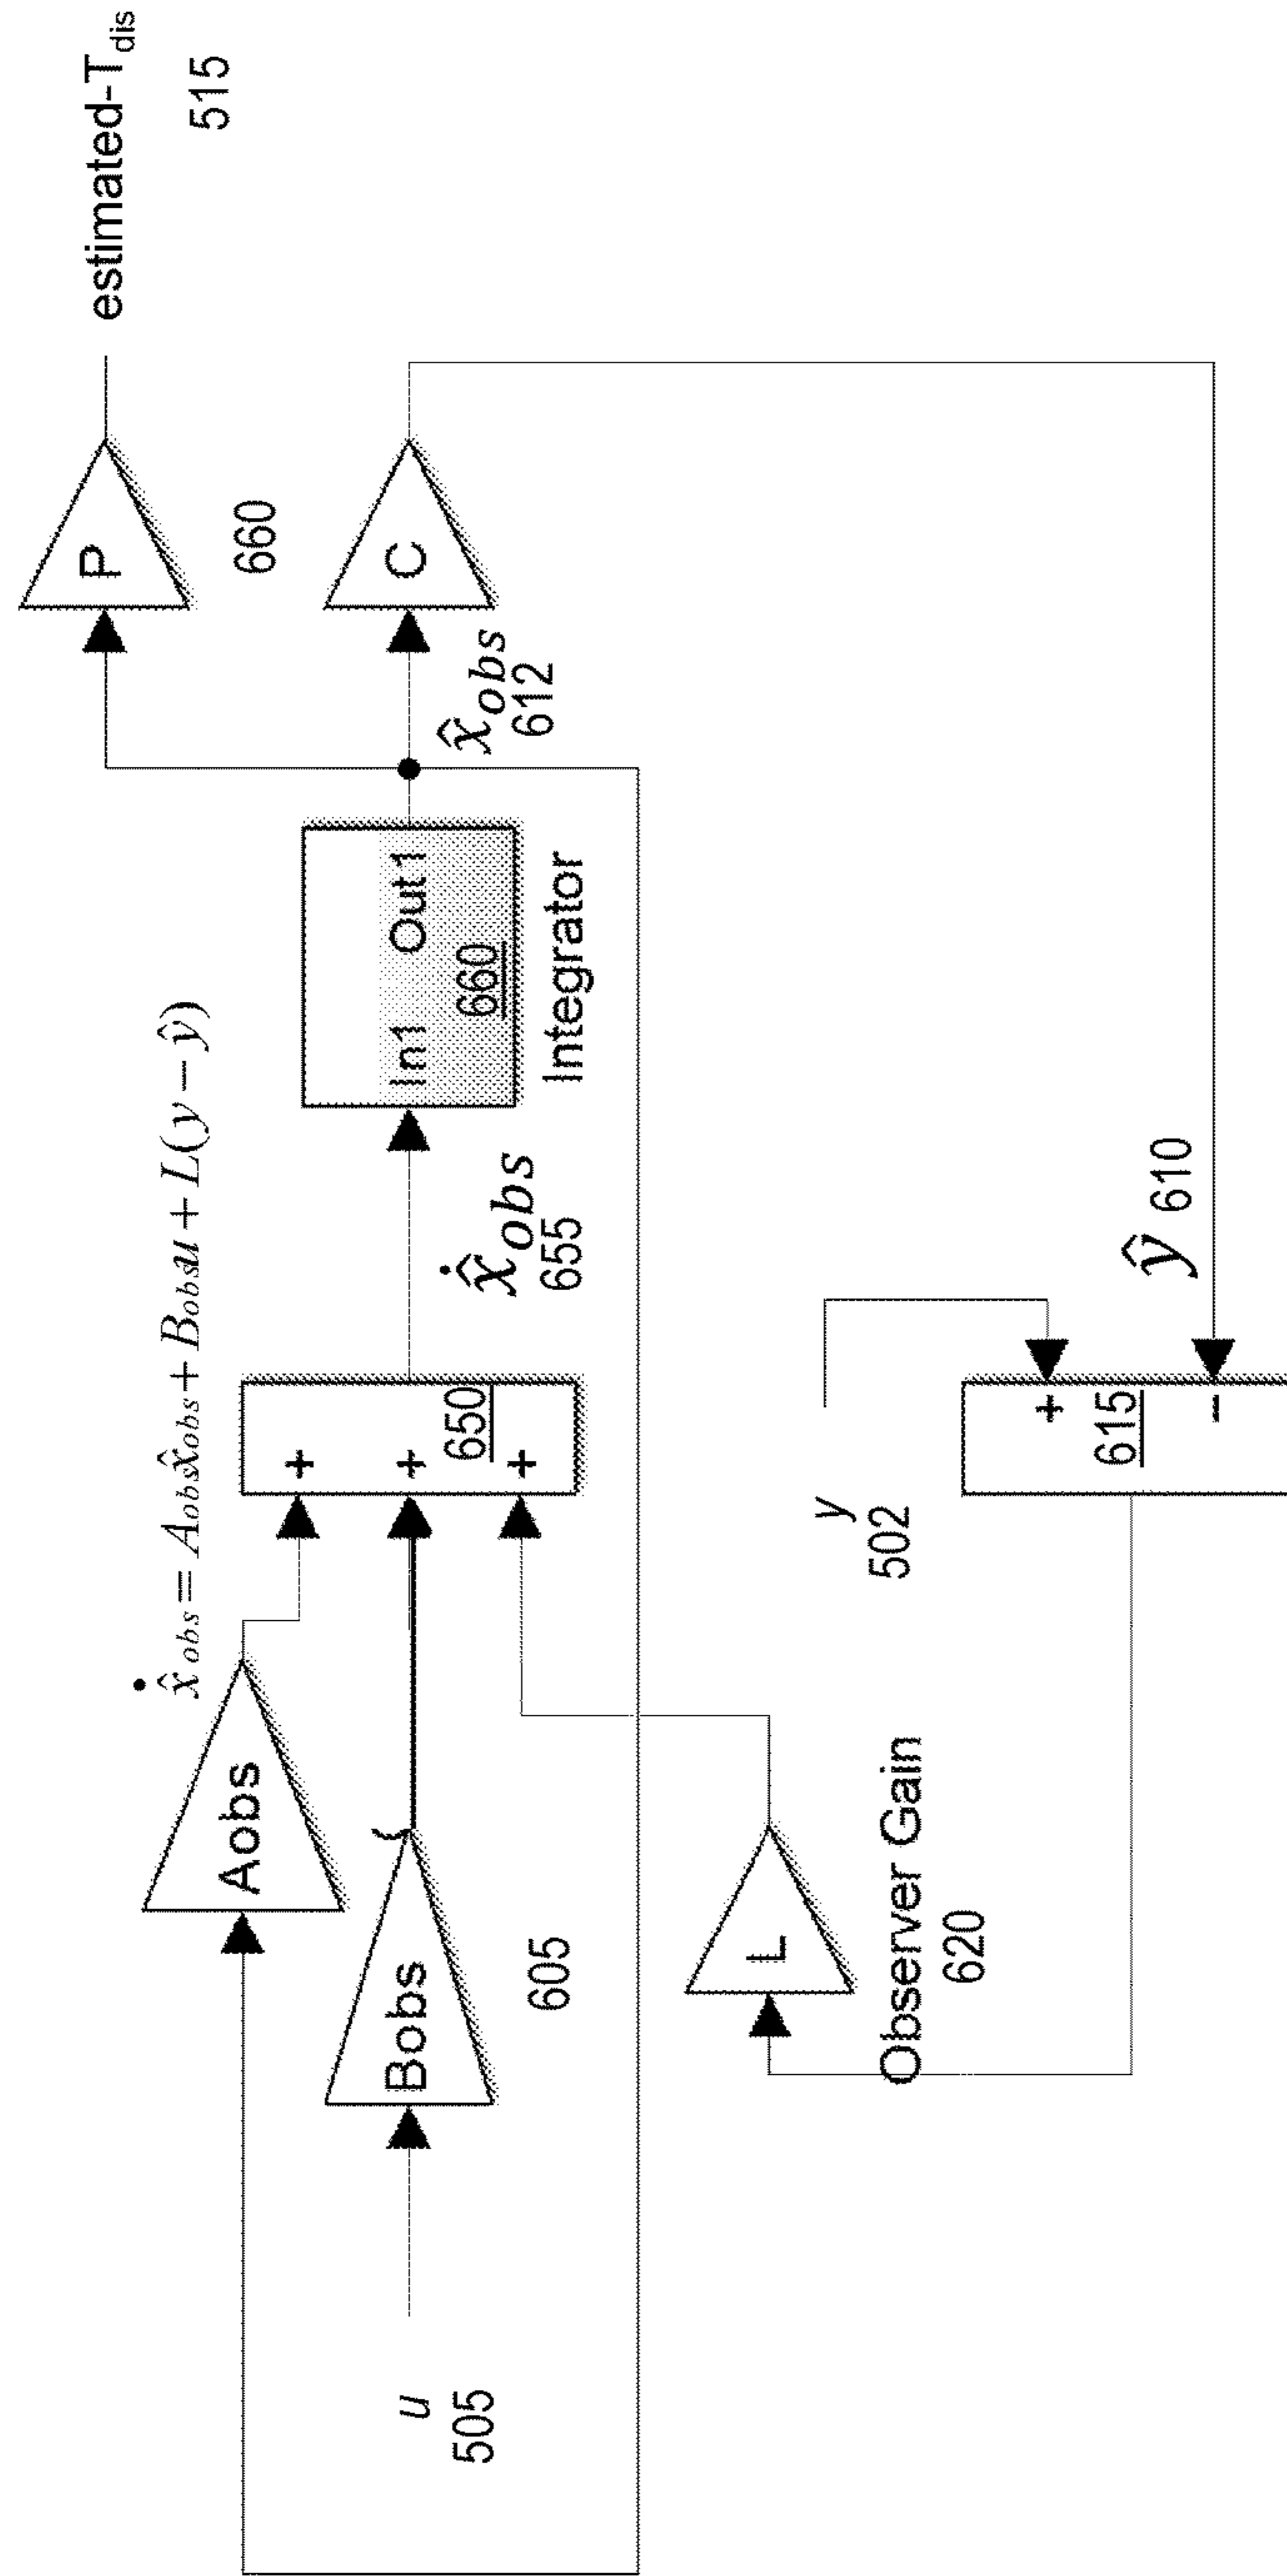 estimated-T_dis
515
P
660
C
x̂_obs
612
ẋ̂_obs = A_obs x̂_obs + B_obs u + L(y − ŷ)
In1 Out1
660
Integrator
ẋ̂_obs
655
+
+
+
650
Aobs
Bobs
605
u
505
ŷ 610
y
502
+
−
615
L
Observer Gain
620